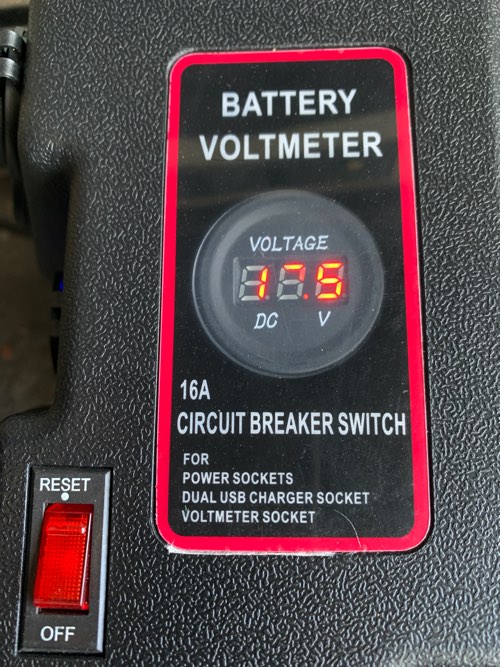 BATTERY
VOLTMETER
VOLTAGE
17.5
DC V
16A
CIRCUIT BREAKER SWITCH
FOR
POWER SOCKETS
DUAL USB CHARGER SOCKET
VOLTMETER SOCKET
RESET
OFF